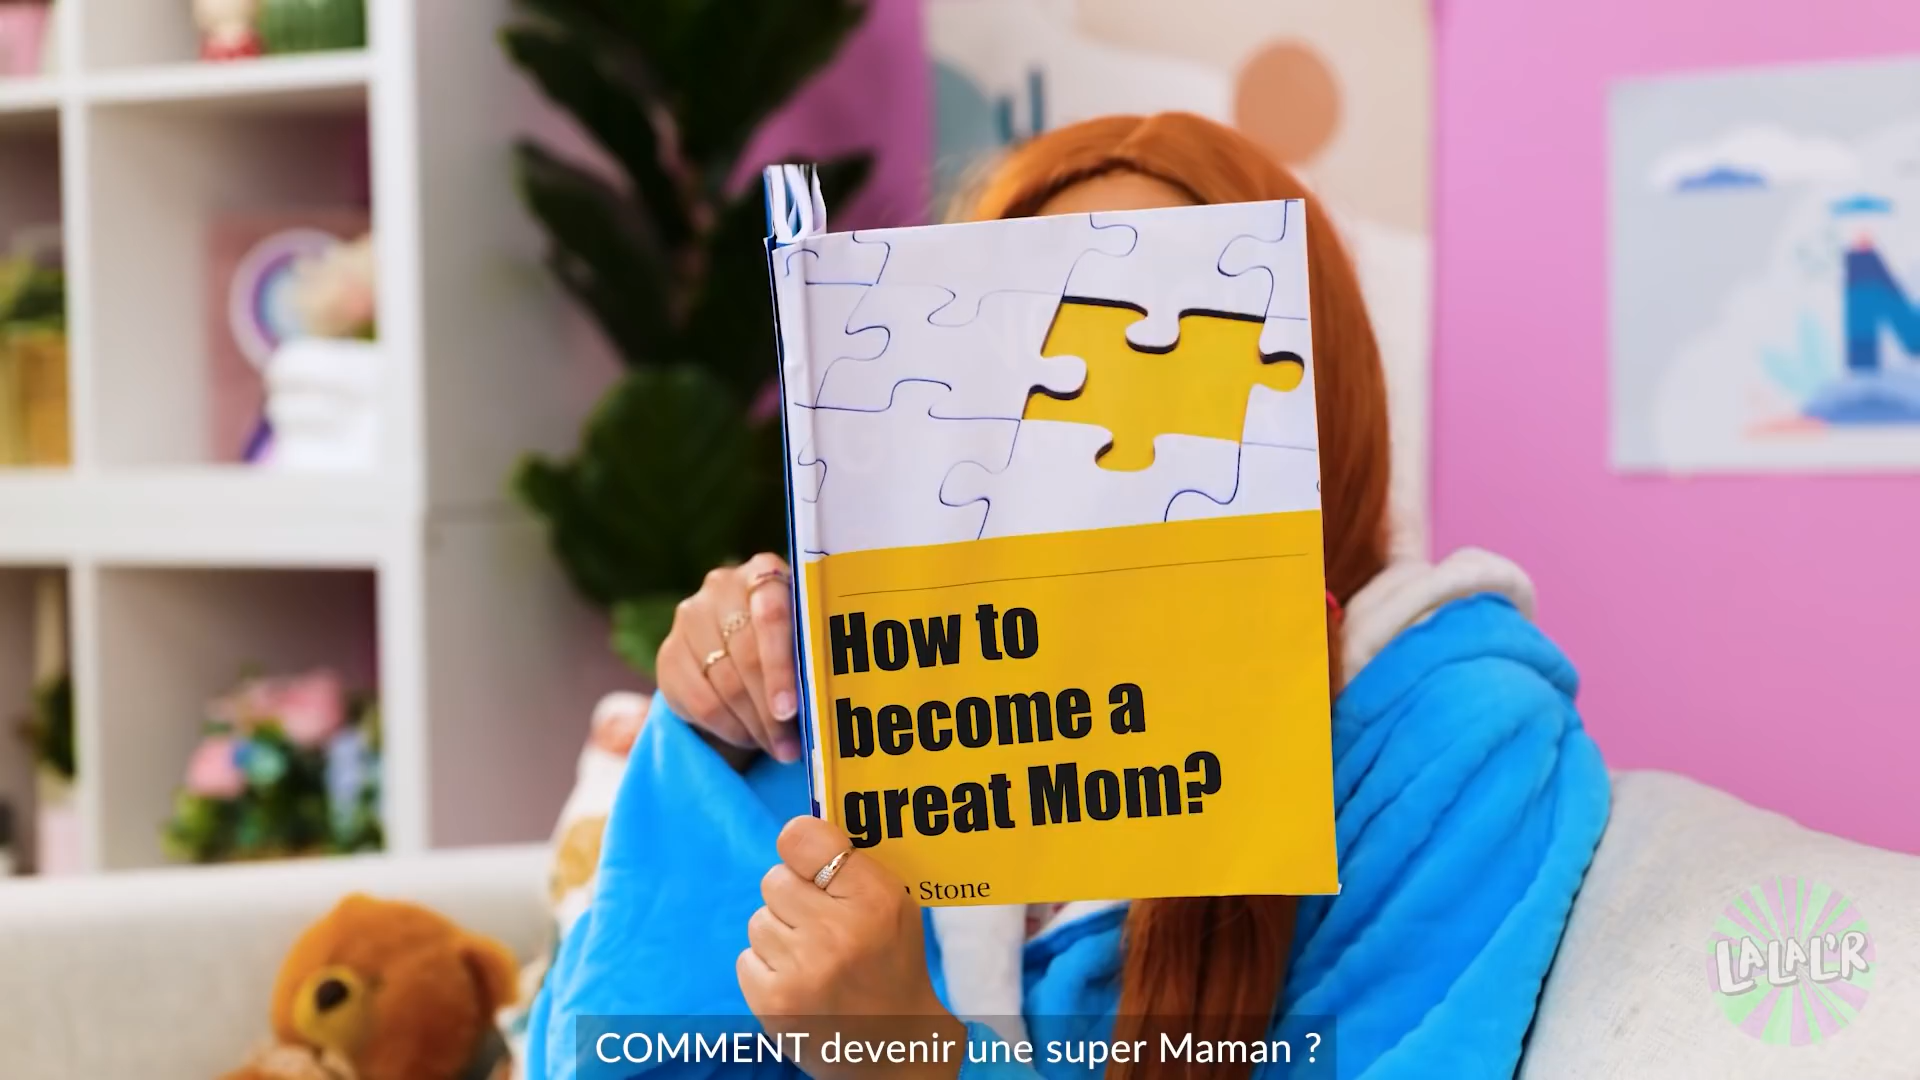 M
How to
become a
great Mom?
Stone
LALAL'R
COMMENT devenir une super Maman ?